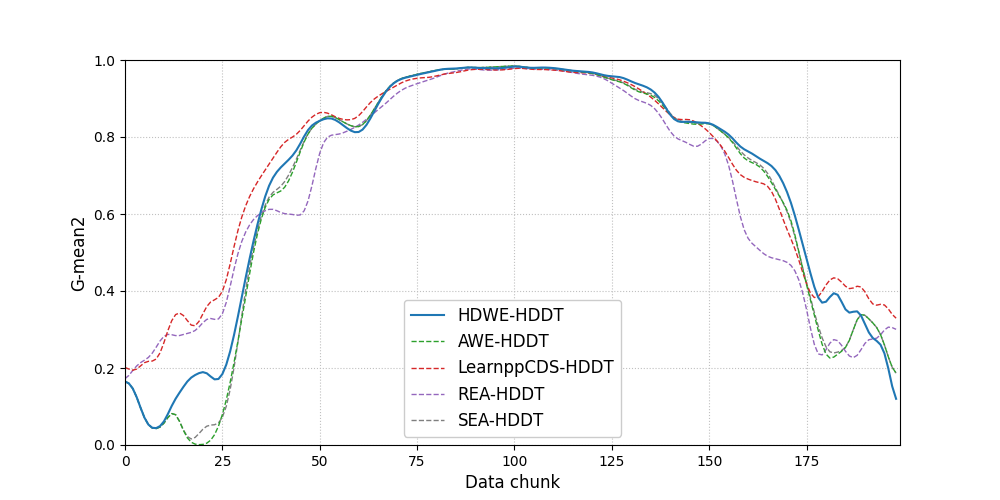 1.0
0.8
0.6
0.4
0.2
0.0
G-mean2
HDWE-HDDT
AWE-HDDT
LearnppCDS-HDDT
REA-HDDT
SEA-HDDT
0 25 50 75 100 125 150 175
Data chunk